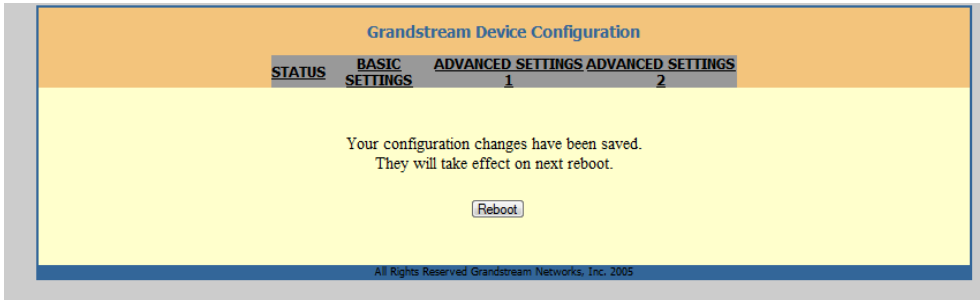 Grandstream Device Configuration
STATUS BASIC SETTINGS ADVANCED SETTINGS 1 ADVANCED SETTINGS 2
Your configuration changes have been saved.
They will take effect on next reboot.
Reboot
All Rights Reserved Grandstream Networks, Inc. 2005